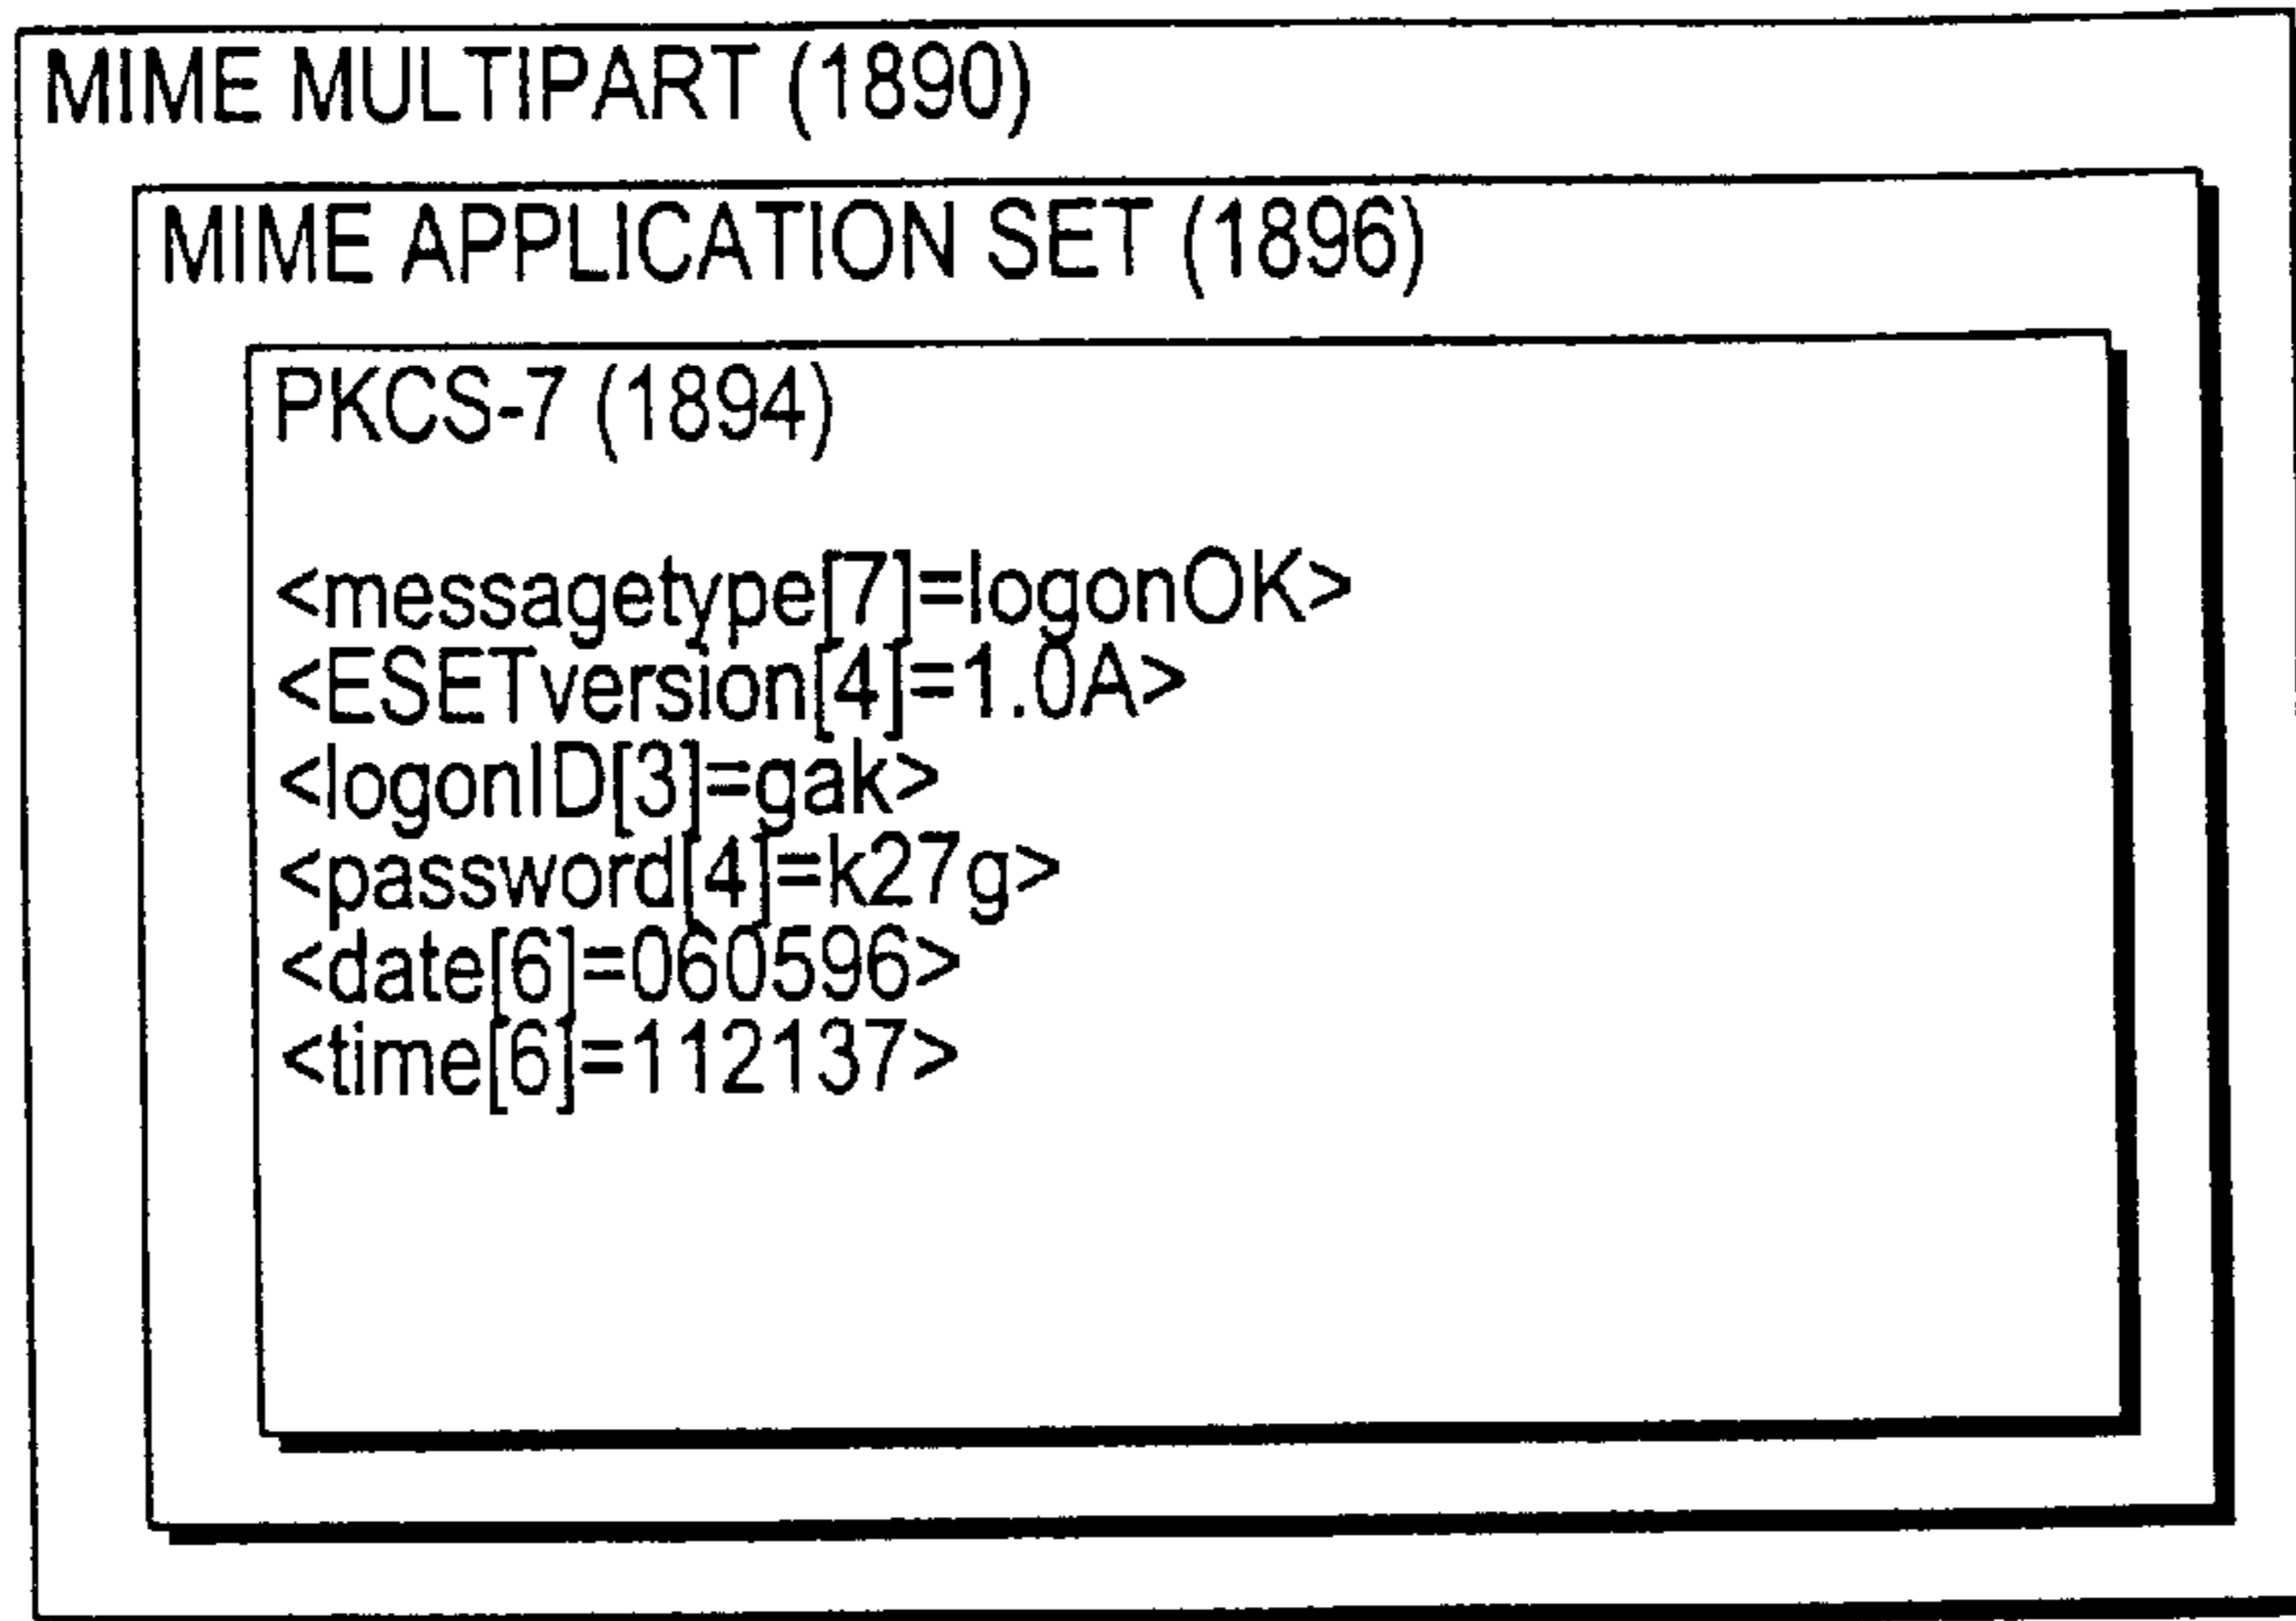 MIME MULTIPART (1890)
MIME APPLICATION SET (1896)
PKCS-7 (1894)
<messagetype[7]=logonOK>
<ESETversion[4]=1.0A>
<logonID[3]=gak>
<password[4]=k27g>
<date[6]=060596>
<time[6]=112137>